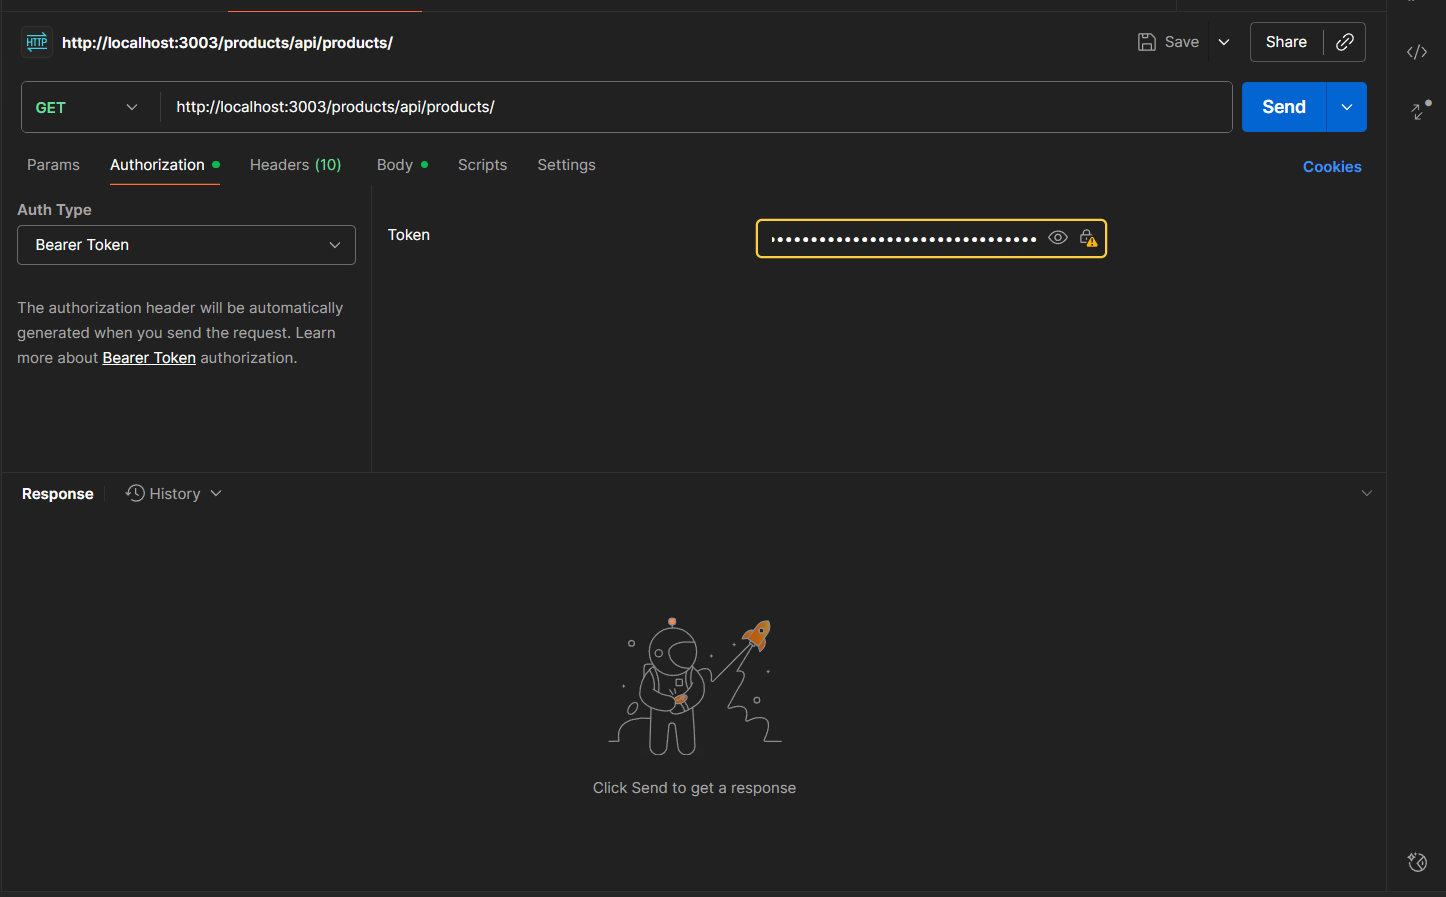 HTTP http://localhost:3003/products/api/products/
Save
Share
GET
http://localhost:3003/products/api/products/
Send
Params Authorization Headers (10) Body Scripts Settings
Cookies
Auth Type
Bearer Token
Token
The authorization header will be automatically
generated when you send the request. Learn
more about Bearer Token authorization.
Response
History
Click Send to get a response